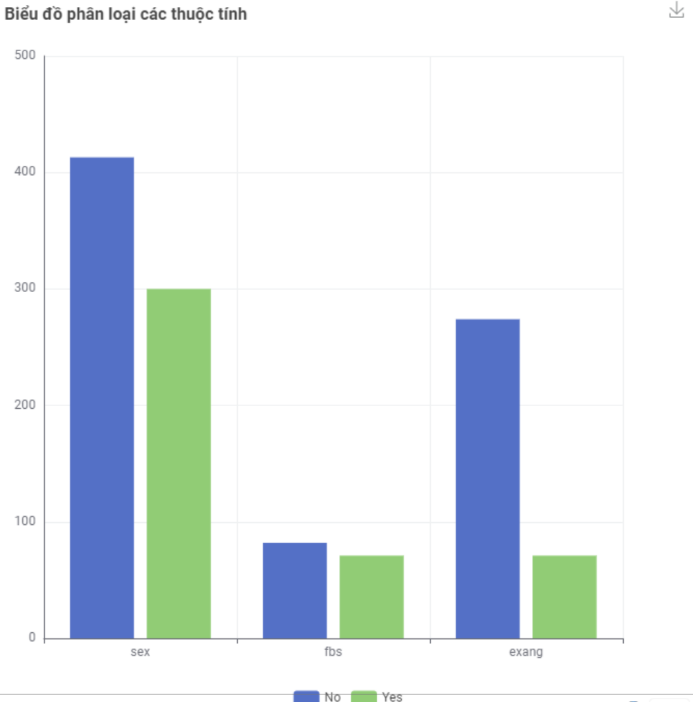 Biểu đồ phân loại các thuộc tính
500
400
300
200
100
0
sex fbs exang
No Yes